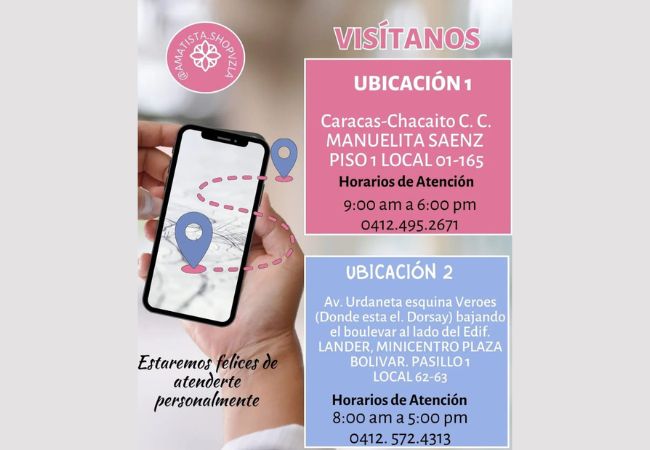 @AMATISTA.SHOPVZLA
VISÍTANOS
UBICACIÓN 1
Caracas-Chacaito C. C.
MANUELITA SAENZ
PISO 1 LOCAL 01-165
Horarios de Atención
9:00 am a 6:00 pm
0412.495.2671
UBICACIÓN 2
Av. Urdaneta esquina Veroes
(Donde esta el. Dorsay) bajando
el boulevar al lado del Edif.
LANDER, MINICENTRO PLAZA
BOLIVAR. PASILLO 1
LOCAL 62-63
Horarios de Atención
8:00 am a 5:00 pm
0412. 572.4313
Estaremos felices de
atenderte
personalmente